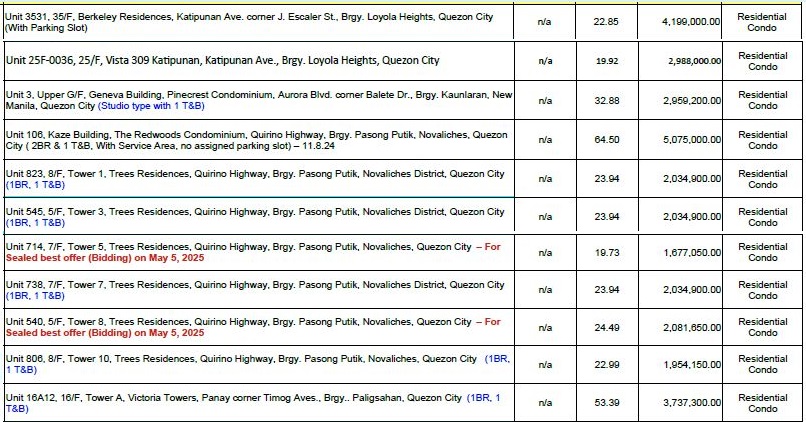 Unit 3531, 35/F, Berkeley Residences, Katipunan Ave. corner J. Escaler St., Brgy. Loyola Heights, Quezon City
(With Parking Slot)
n/a 22.85 4,199,000.00 Residential
Condo
Unit 25F-0036, 25/F, Vista 309 Katipunan, Katipunan Ave., Brgy. Loyola Heights, Quezon City
n/a 19.92 2,988,000.00 Residential
Condo
Unit 3, Upper G/F, Geneva Building, Pinecrest Condominium, Aurora Blvd. corner Balete Dr., Brgy. Kaunlaran, New
Manila, Quezon City (Studio type with 1 T&B)
n/a 32.88 2,959,200.00 Residential
Condo
Unit 106, Kaze Building, The Redwoods Condominium, Quirino Highway, Brgy. Pasong Putik, Novaliches, Quezon
City ( 2BR & 1 T&B, With Service Area, no assigned parking slot) – 11.8.24
n/a 64.50 5,075,000.00 Residential
Condo
Unit 823, 8/F, Tower 1, Trees Residences, Quirino Highway, Brgy. Pasong Putik, Novaliches District, Quezon City
(1BR, 1 T&B)
n/a 23.94 2,034,900.00 Residential
Condo
Unit 545, 5/F, Tower 3, Trees Residences, Quirino Highway, Brgy. Pasong Putik, Novaliches District, Quezon City
(1BR, 1 T&B)
n/a 23.94 2,034,900.00 Residential
Condo
Unit 714, 7/F, Tower 5, Trees Residences, Quirino Highway, Brgy. Pasong Putik, Novaliches, Quezon City – For
Sealed best offer (Bidding) on May 5, 2025
n/a 19.73 1,677,050.00 Residential
Condo
Unit 738, 7/F, Tower 7, Trees Residences, Quirino Highway, Brgy. Pasong Putik, Novaliches District, Quezon City
(1BR, 1 T&B)
n/a 23.94 2,034,900.00 Residential
Condo
Unit 540, 5/F, Tower 8, Trees Residences, Quirino Highway, Brgy. Pasong Putik, Novaliches, Quezon City – For
Sealed best offer (Bidding) on May 5, 2025
n/a 24.49 2,081,650.00 Residential
Condo
Unit 806, 8/F, Tower 10, Trees Residences, Quirino Highway, Brgy. Pasong Putik, Novaliches, Quezon City (1BR,
1 T&B)
n/a 22.99 1,954,150.00 Residential
Condo
Unit 16A12, 16/F, Tower A, Victoria Towers, Panay corner Timog Aves., Brgy.. Paligsahan, Quezon City (1BR, 1
T&B)
n/a 53.39 3,737,300.00 Residential
Condo